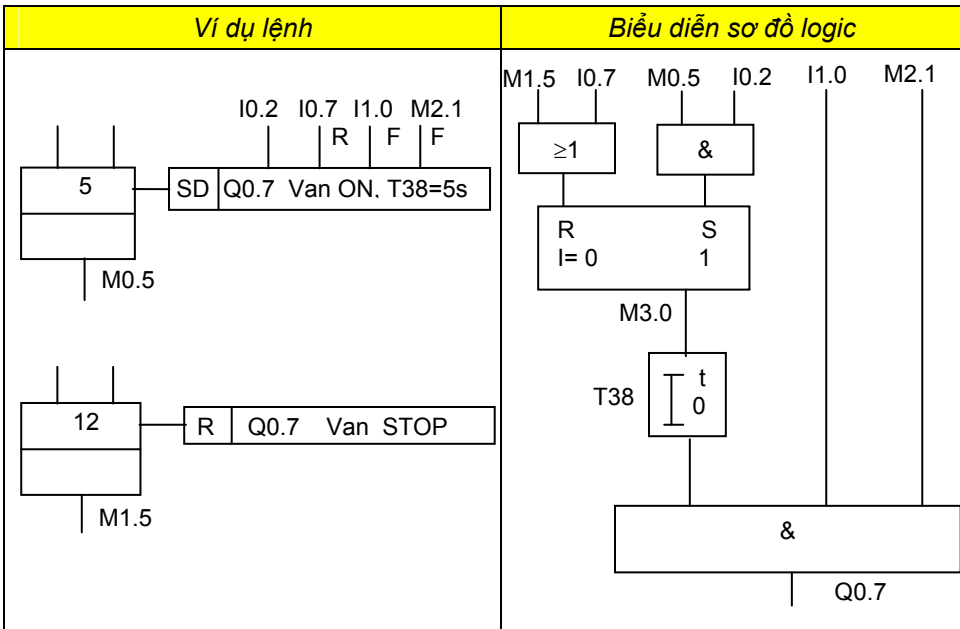 Ví dụ lệnh
Biểu diễn sơ đồ logic
I0.2 I0.7 I1.0 M2.1
R F F
5
SD Q0.7 Van ON, T38=5s
M0.5
12
R Q0.7 Van STOP
M1.5
M1.5 I0.7 M0.5 I0.2 I1.0 M2.1
≥1 &
R S
I= 0 1
M3.0
T38
t
0
&
Q0.7